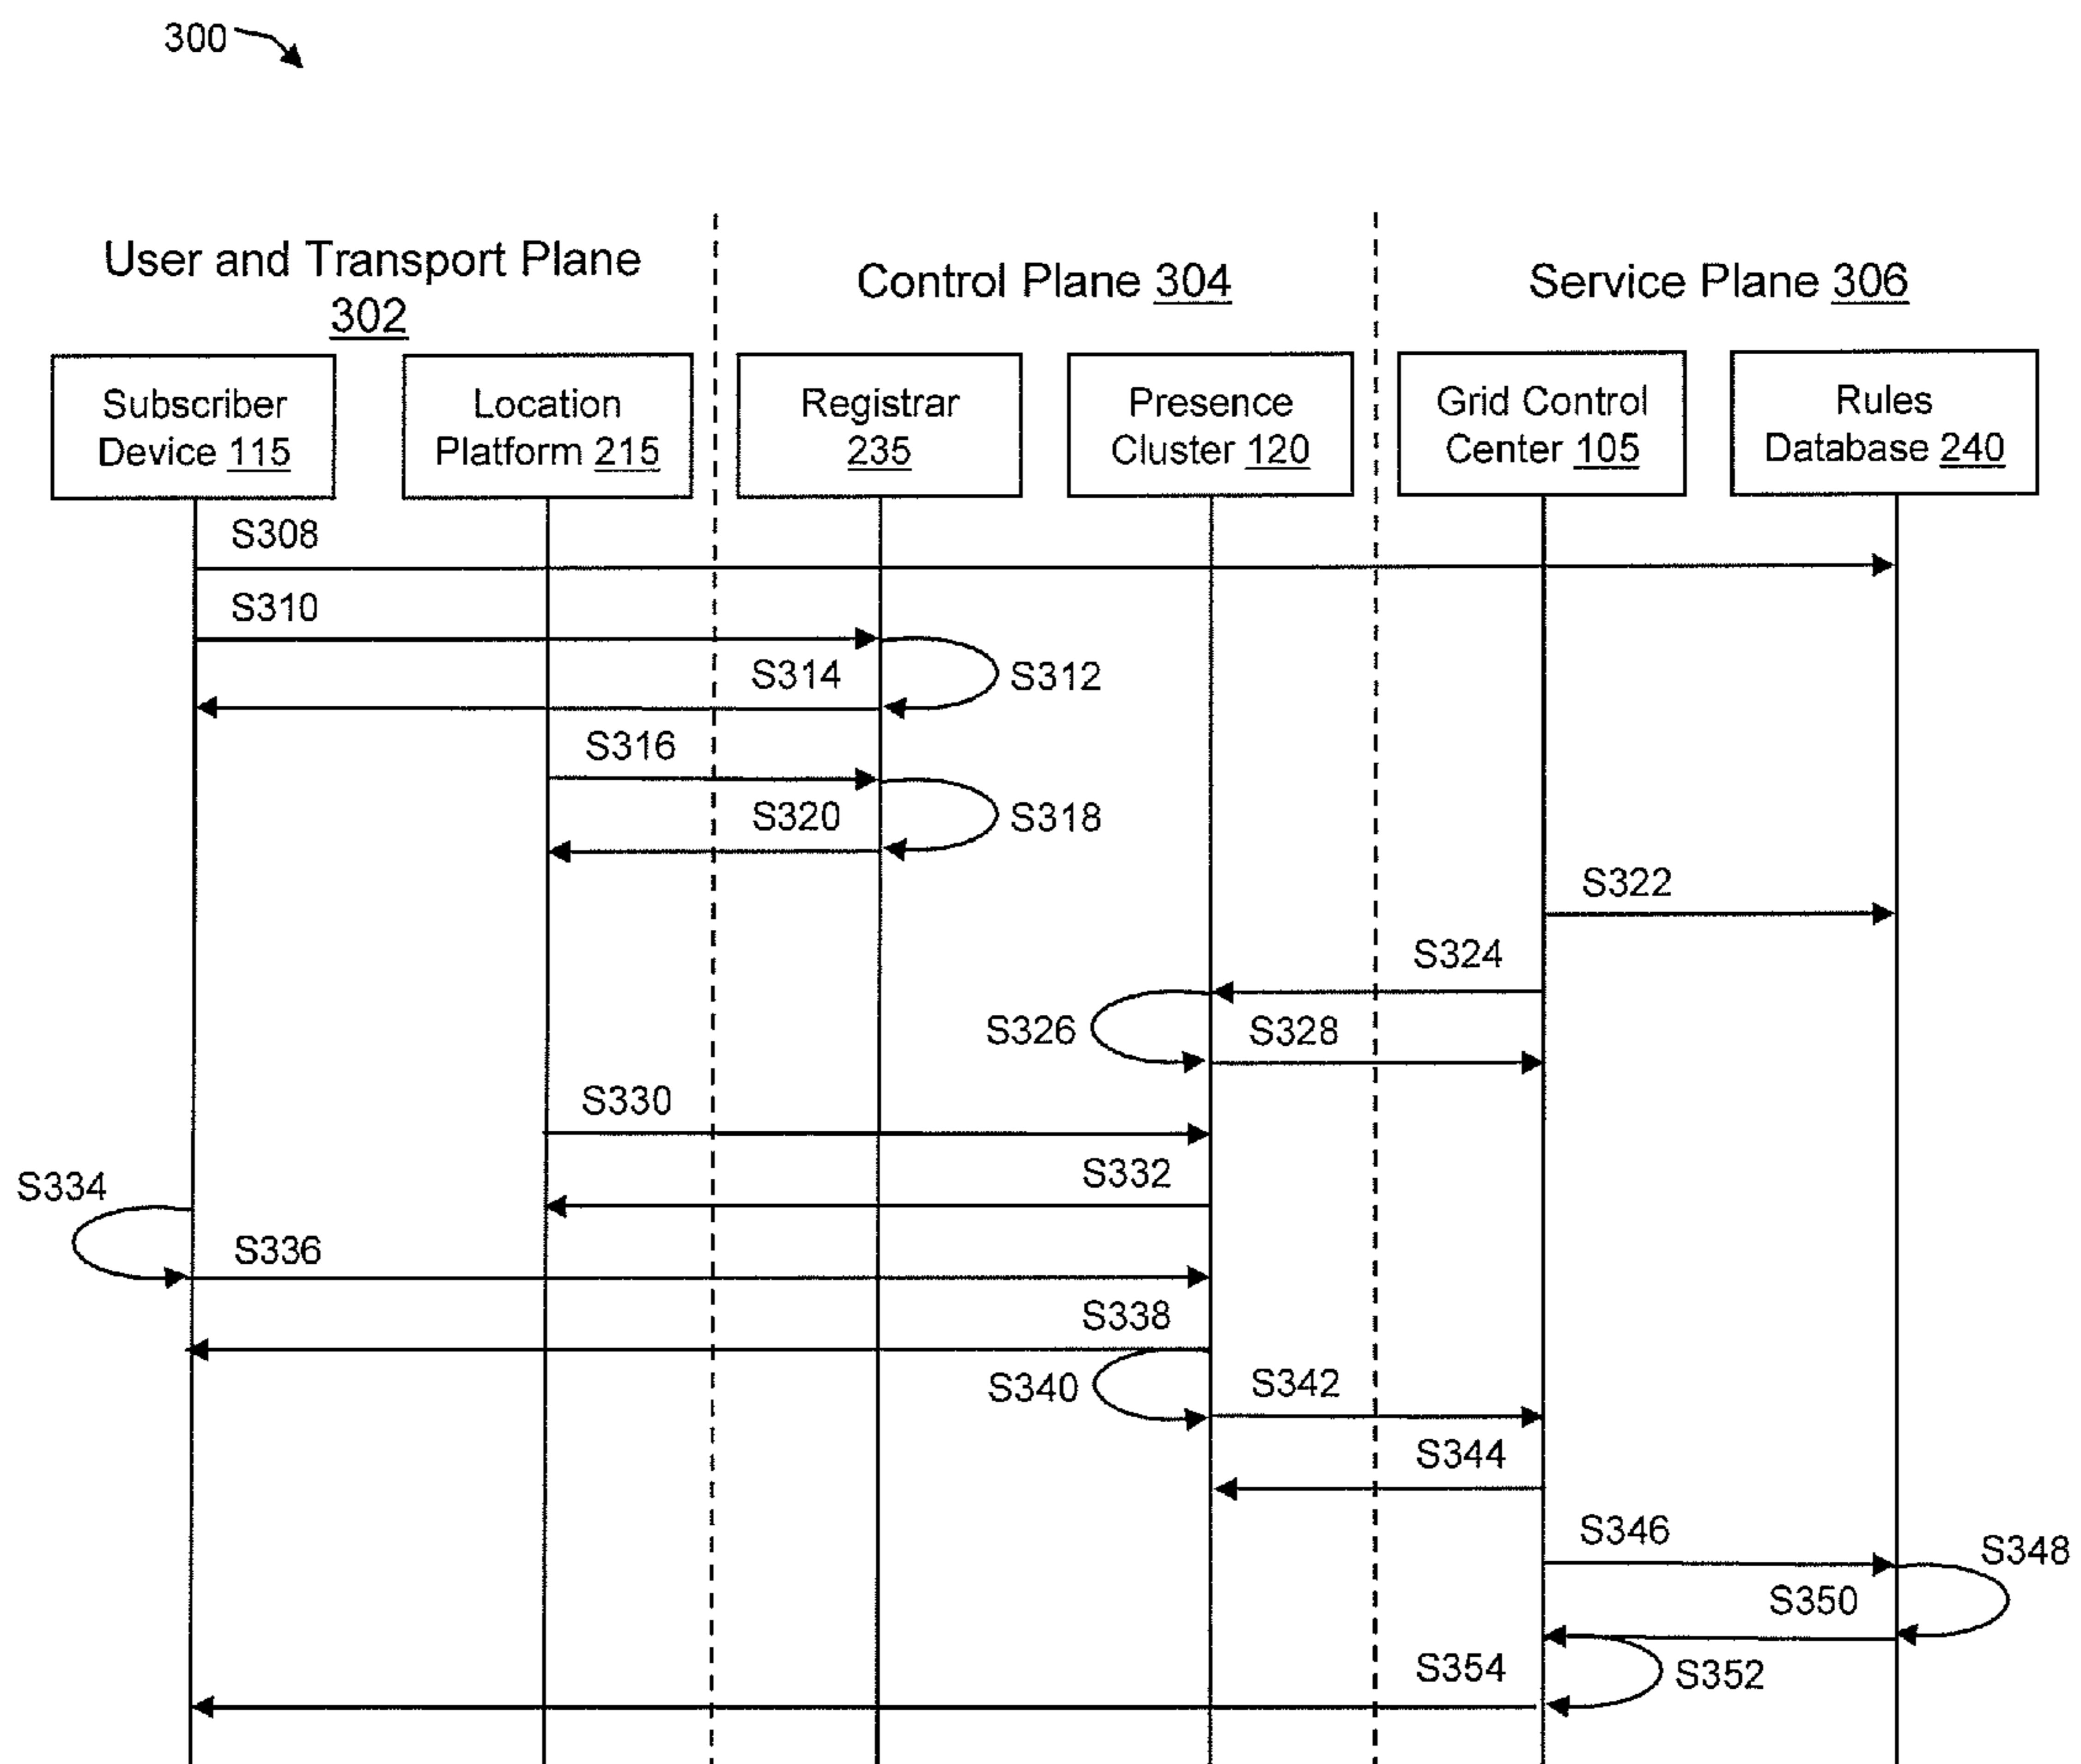 300
User and Transport Plane
302
Control Plane 304
Service Plane 306
Subscriber
Device 115
Location
Platform 215
Registrar
235
Presence
Cluster 120
Grid Control
Center 105
Rules
Database 240
S308
S310
S314
S312
S316
S320
S318
S322
S324
S326
S328
S330
S332
S334
S336
S338
S340
S342
S344
S346
S348
S350
S354
S352